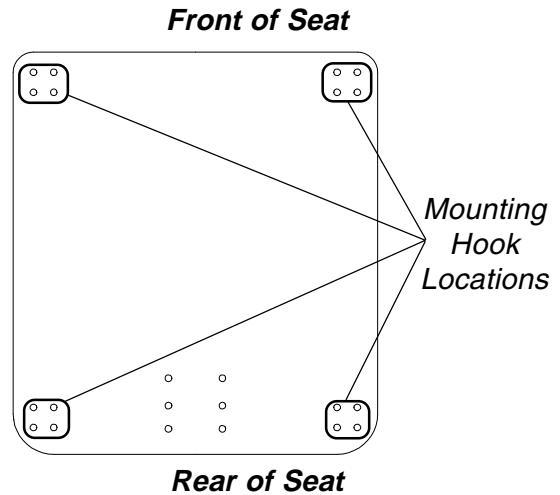 Front of Seat
Mounting
Hook
Locations
Rear of Seat